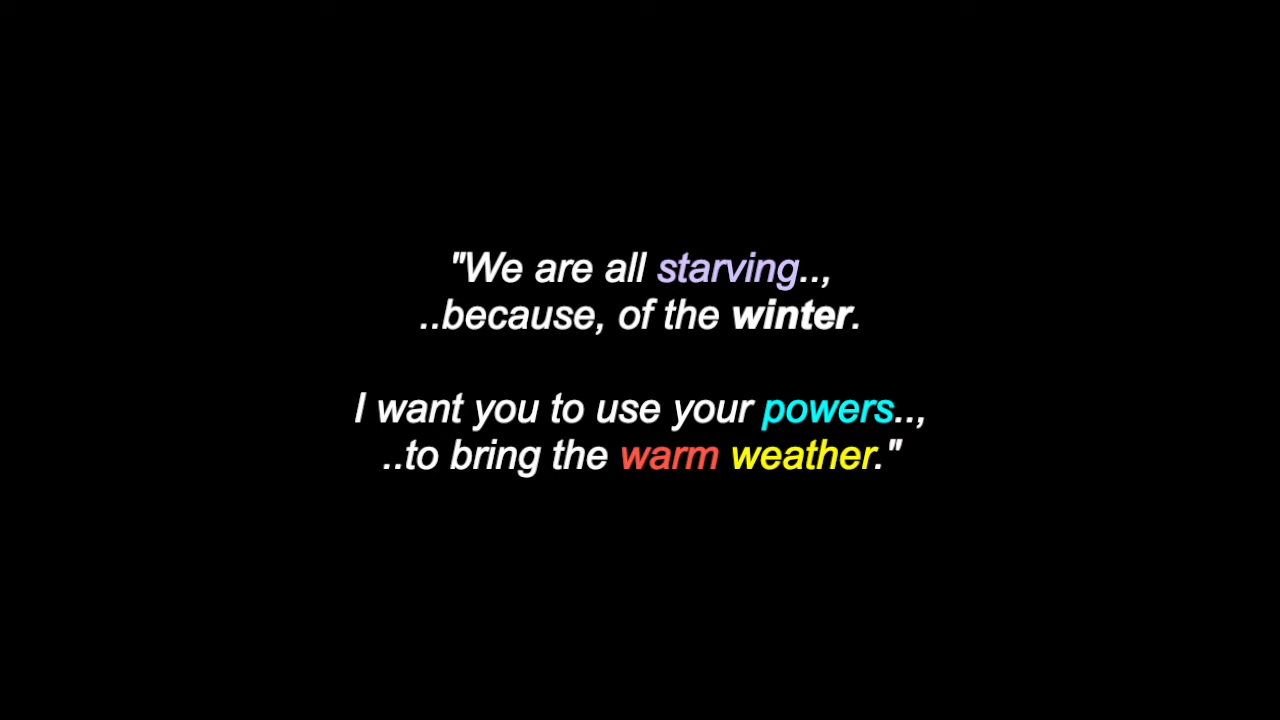 "We are all starving..,
..because, of the winter.
I want you to use your powers..,
..to bring the warm weather."